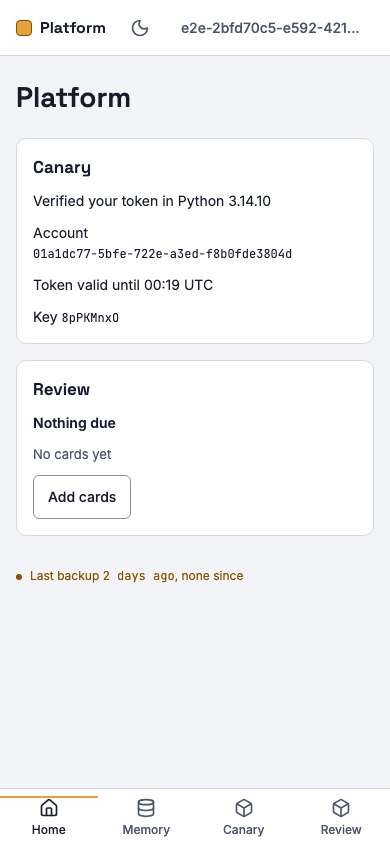 Platform
e2e-2bfd70c5-e592-421...
Platform
Canary
Verified your token in Python 3.14.10
Account
01a1dc77-5bfe-722e-a3ed-f8b0fde3804d
Token valid until 00:19 UTC
Key 8pPKMnxO
Review
Nothing due
No cards yet
Add cards
Last backup 2 days ago, none since
Home
Memory
Canary
Review